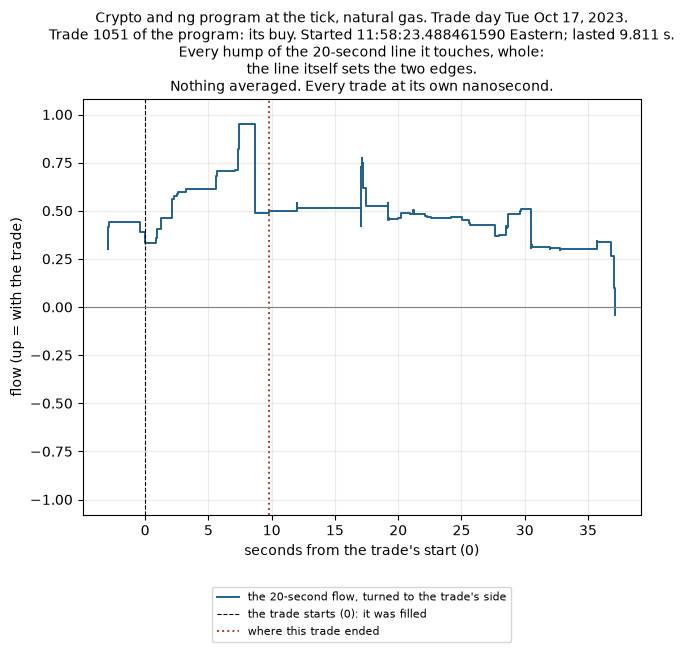 Crypto and ng program at the tick, natural gas. Trade day Tue Oct 17, 2023.
Trade 1051 of the program: its buy. Started 11:58:23.488461590 Eastern; lasted 9.811 s.
Every hump of the 20-second line it touches, whole:
the line itself sets the two edges.
Nothing averaged. Every trade at its own nanosecond.
flow (up = with the trade)
1.00
0.75
0.50
0.25
0.00
−0.25
−0.50
−0.75
−1.00
0 5 10 15 20 25 30 35
seconds from the trade's start (0)
the 20-second flow, turned to the trade's side
the trade starts (0): it was filled
where this trade ended